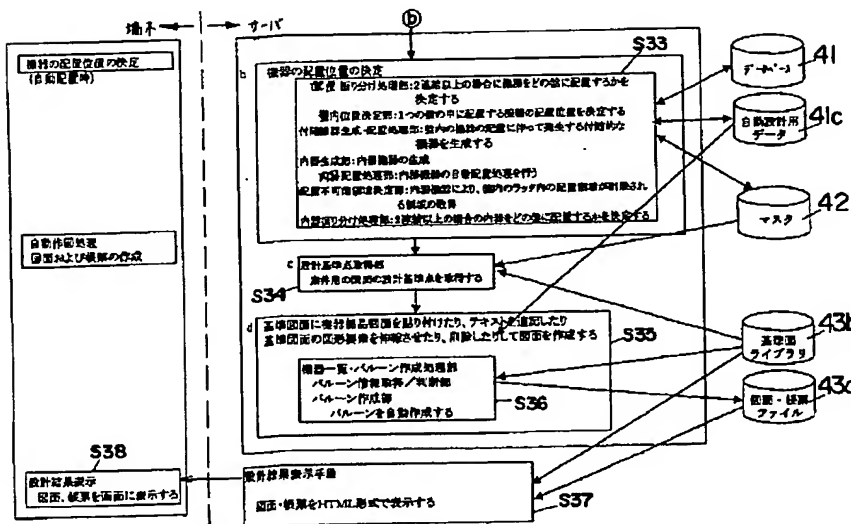 端末
サーバ
ⓑ
機器の配置位置の決定
(自動配置時)
自動作図処理
図面および帳票の作成
S38
設計結果表示
図面、帳票を画面に表示する
b
機器の配置位置の決定
S33
振り分け処理部:2連結以上の場合に機器をどの盤に配置するかを
決定する
盤内位置決定部:1つの盤の中に配置する機器の配置位置を決定する
付随機器生成・配置処理部:盤内の機器の配置に伴って発生する付随的な
機器を生成する
内器生成部:内器機器の生成
内器配置処理部:内器機器の自動配置処理を行う
配置不可領域決定部:内器機器により、盤内のラック内の配置領域が制限され
る領域の取得
内器振り分け処理部:2連結以上の場合の内器をどの盤に配置するかを決定する
c
設計基準点取得部
案件用の図面の設計基準点を取得する
S34
d
基準図面に機器部品図面を貼り付けたり、テキストを追記したり
基準図面の図形要素を伸縮させたり、削除したりして図面を作成する
S35
機器一覧・バルーン作成処理部
バルーン情報取得/判断部
バルーン作成部
バルーンを自動作成する
S36
設計結果表示手段
図面・帳票をHTML形式で表示する
S37
データベース
41
自動設計用
データ
41c
マスタ
42
基準図
ライブラリ
43b
図面・帳票
ファイル